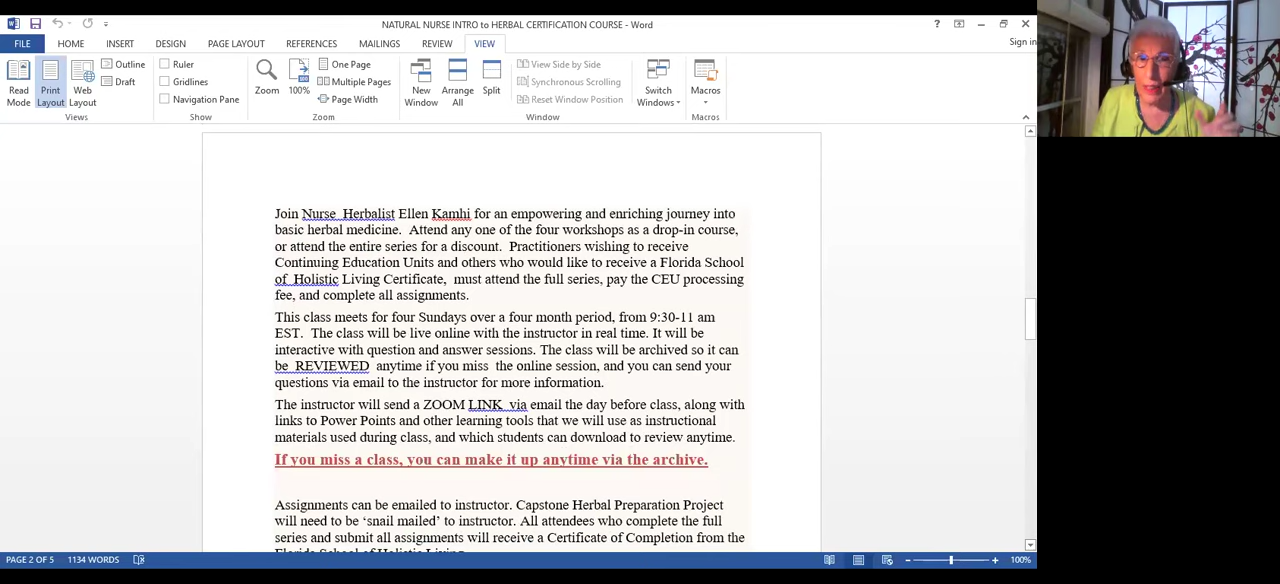 NATURAL NURSE INTRO to HERBAL CERTIFICATION COURSE - Word
?
Sign in
FILE HOME INSERT DESIGN PAGE LAYOUT REFERENCES MAILINGS REVIEW VIEW
Read Mode
Print Layout
Web Layout
Outline
Draft
Views
Ruler
Gridlines
Navigation Pane
Show
Zoom
100%
One Page
Multiple Pages
Page Width
Zoom
New Window
Arrange All
Split
View Side by Side
Synchronous Scrolling
Reset Window Position
Window
Switch Windows
Macros
Macros
Join Nurse Herbalist Ellen Kamhi for an empowering and enriching journey into
basic herbal medicine. Attend any one of the four workshops as a drop-in course,
or attend the entire series for a discount. Practitioners wishing to receive
Continuing Education Units and others who would like to receive a Florida School
of Holistic Living Certificate, must attend the full series, pay the CEU processing
fee, and complete all assignments.
This class meets for four Sundays over a four month period, from 9:30-11 am
EST. The class will be live online with the instructor in real time. It will be
interactive with question and answer sessions. The class will be archived so it can
be REVIEWED anytime if you miss the online session, and you can send your
questions via email to the instructor for more information.
The instructor will send a ZOOM LINK via email the day before class, along with
links to Power Points and other learning tools that we will use as instructional
materials used during class, and which students can download to review anytime.
If you miss a class, you can make it up anytime via the archive.
Assignments can be emailed to instructor. Capstone Herbal Preparation Project
will need to be ‘snail mailed’ to instructor. All attendees who complete the full
series and submit all assignments will receive a Certificate of Completion from the
Florida School of Holistic Living
PAGE 2 OF 5 1134 WORDS 100%